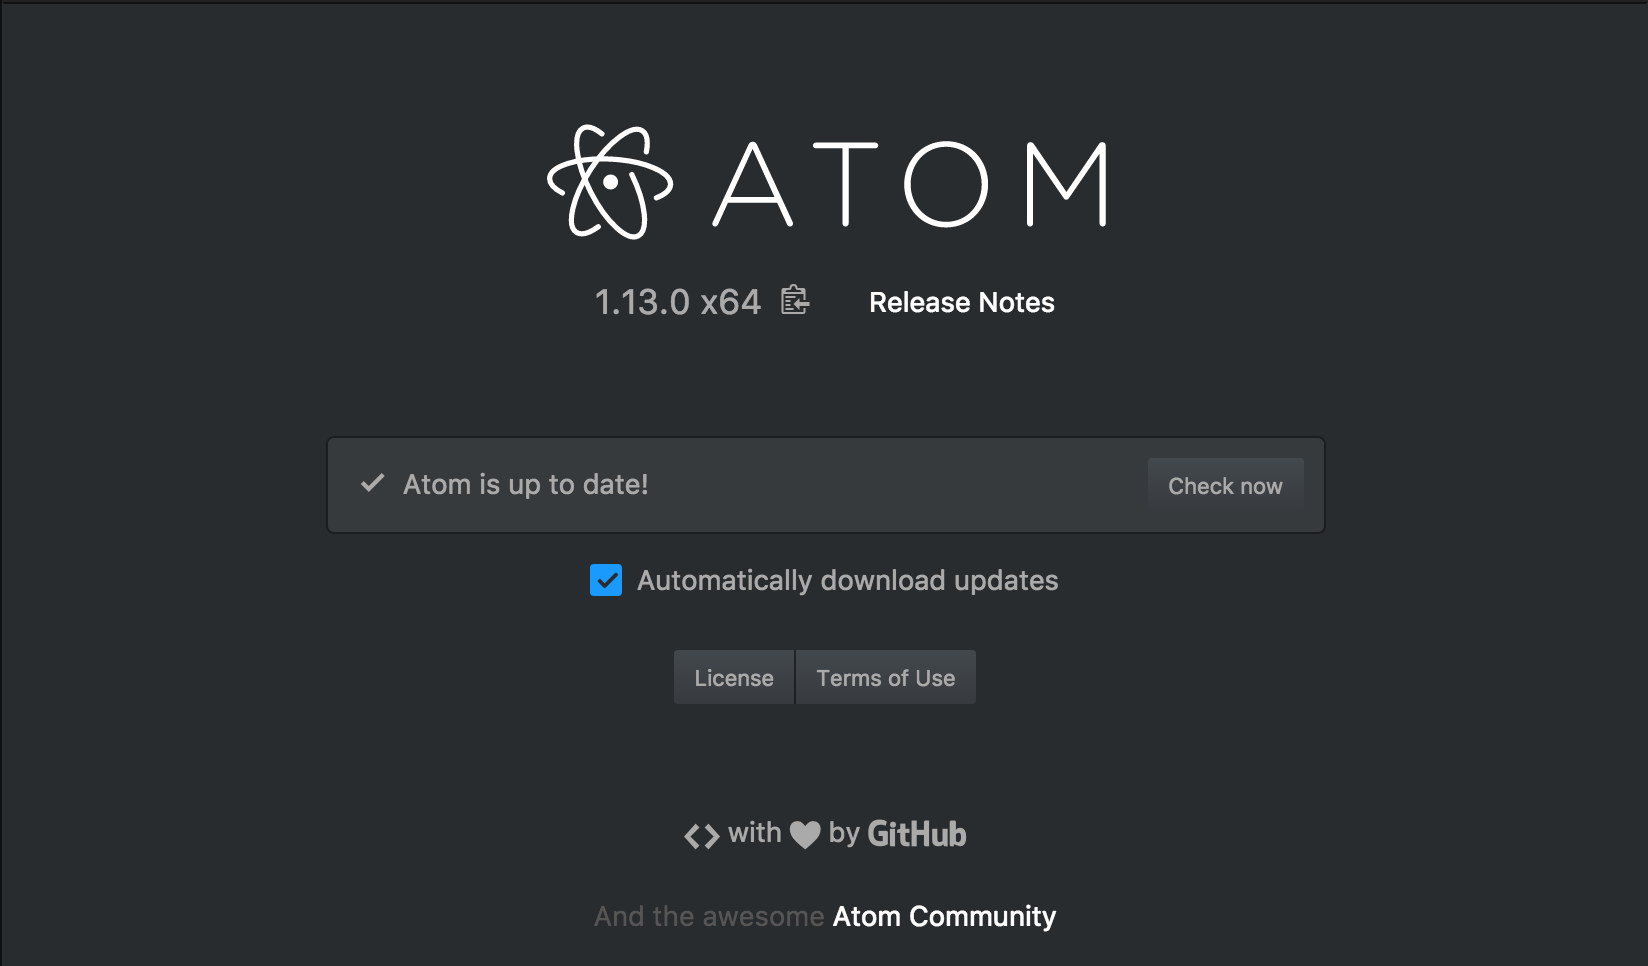 ATOM
1.13.0 x64 Release Notes
Atom is up to date! Check now
Automatically download updates
License Terms of Use
with by GitHub
And the awesome Atom Community